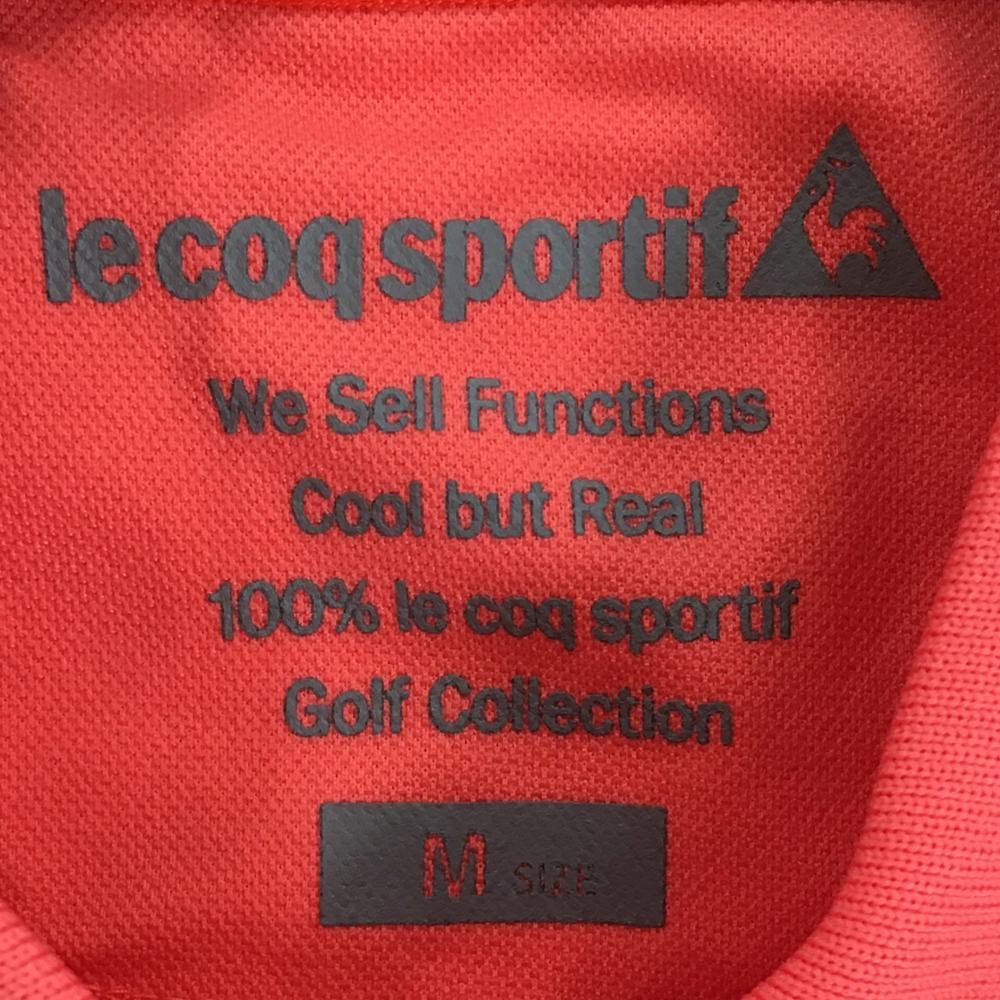 le coq sportif
We Sell Functions
Cool but Real
100% le coq sportif
Golf Collection
M SIZE